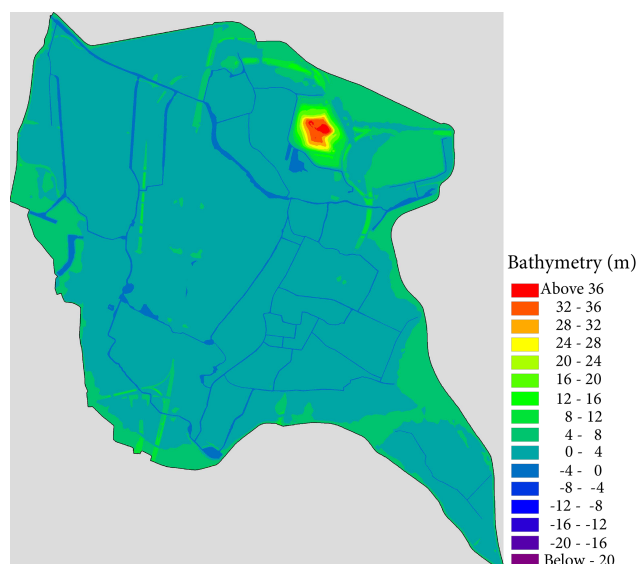 Bathymetry (m)
Above 36
32 - 36
28 - 32
24 - 28
20 - 24
16 - 20
12 - 16
8 - 12
4 - 8
0 - 4
-4 - 0
-8 - -4
-12 - -8
-16 - -12
-20 - -16
Below - 20